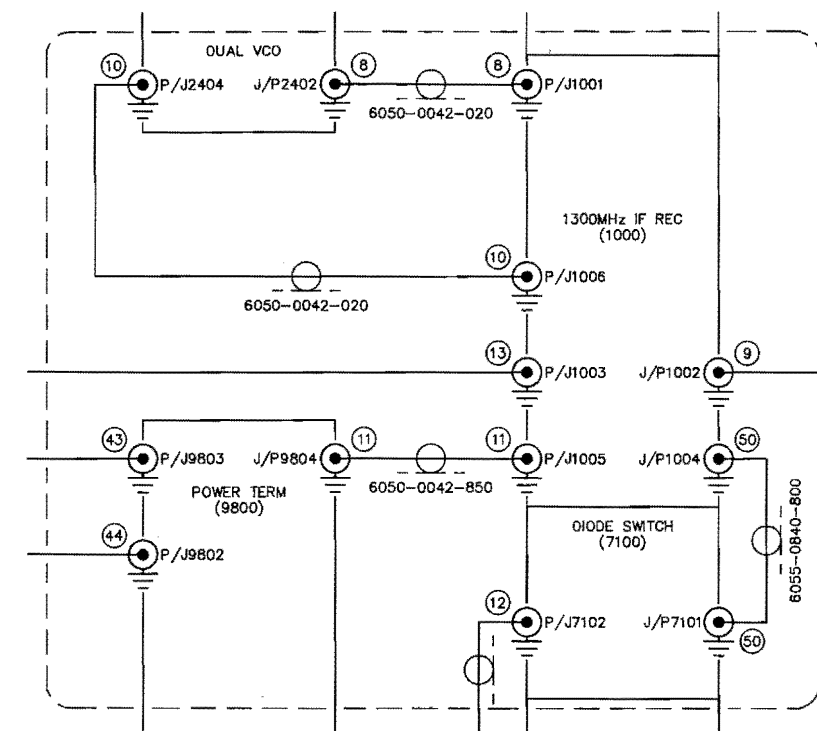 DUAL VCO
10
P/J2404
J/P2402
8
8
P/J1001
6050-0042-020
1300MHz IF REC
(1000)
10
P/J1006
6050-0042-020
13
P/J1003
J/P1002
9
43
P/J9803
J/P9804
11
11
P/J1005
J/P1004
50
6050-0042-850
POWER TERM
(9800)
DIODE SWITCH
(7100)
6055-0840-800
44
P/J9802
12
P/J7102
J/P7101
50